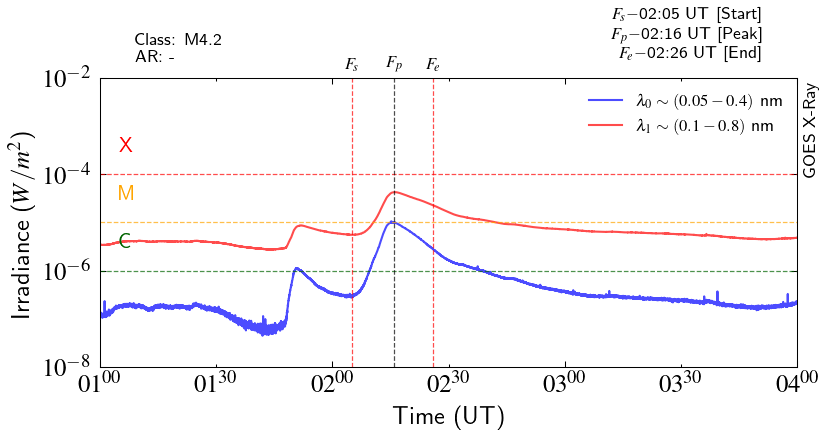 Fₛ−02:05 UT [Start]
Class: M4.2
Fₚ−02:16 UT [Peak]
AR: -
Fₑ−02:26 UT [End]
Fₛ Fₚ Fₑ
10⁻²
λ₀ ∼ (0.05−0.4) nm
λ₁ ∼ (0.1−0.8) nm
GOES X-Ray
X
10⁻⁴
M
C
10⁻⁶
10⁻⁸
Irradiance (W/m²)
01⁰⁰ 01³⁰ 02⁰⁰ 02³⁰ 03⁰⁰ 03³⁰ 04⁰⁰
Time (UT)